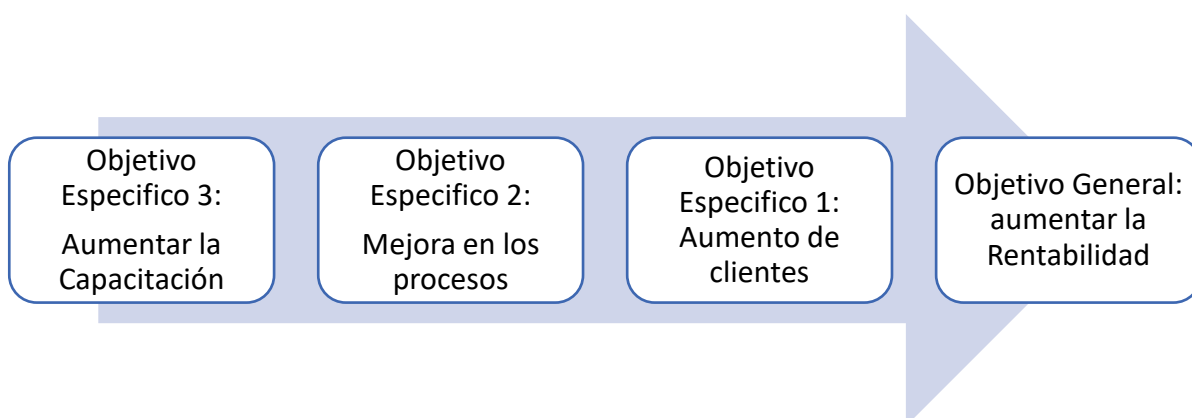 Objetivo
Especifico 3:
Aumentar la
Capacitación
Objetivo
Especifico 2:
Mejora en los
procesos
Objetivo
Especifico 1:
Aumento de
clientes
Objetivo General:
aumentar la
Rentabilidad